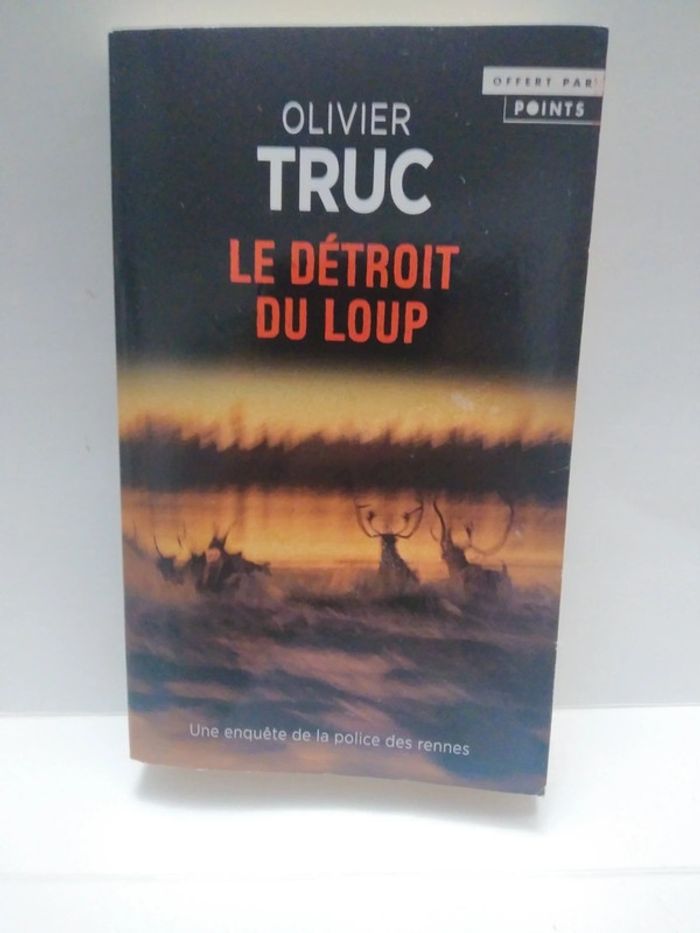 OFFERT PAR
POINTS
OLIVIER
TRUC
LE DÉTROIT
DU LOUP
Une enquête de la police des rennes